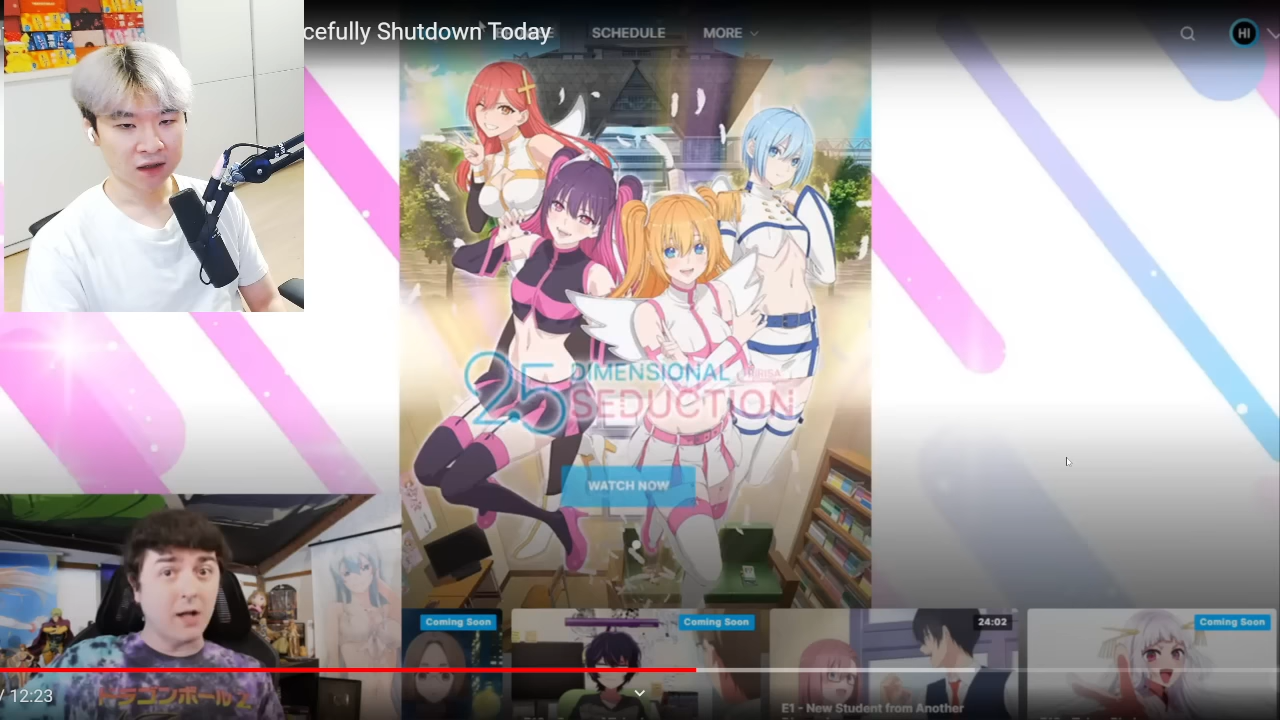 cefully Shutdown Today
BROWSE
SCHEDULE
MORE
HI
2.5
DIMENSIONAL
SEDUCTION
WATCH NOW
Coming Soon
Coming Soon
24:02
Coming Soon
E1 - New Student from Another
/ 12:23